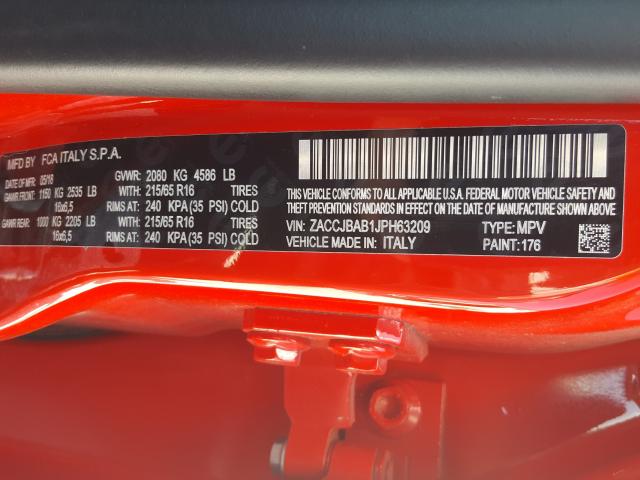 MFD BY FCA ITALY S.P.A.
DATE OF MFD: 05/18 GVWR: 2080 KG 4586 LB
GAWR FRONT: 1150 KG 2535 LB WITH: 215/65 R16 TIRES
16x6,5 RIMS AT: 240 KPA (35 PSI) COLD
GAWR REAR: 1000 KG 2205 LB WITH: 215/65 R16 TIRES
16x6,5 RIMS AT: 240 KPA (35 PSI) COLD
THIS VEHICLE CONFORMS TO ALL APPLICABLE U.S.A. FEDERAL MOTOR VEHICLE SAFETY AND
THEFT PREVENTION STANDARDS IN EFFECT ON THE DATE OF MANUFACTURE SHOWN ABOVE
VIN: ZACCJBAB1JPH63209 TYPE: MPV
VEHICLE MADE IN: ITALY PAINT: 176